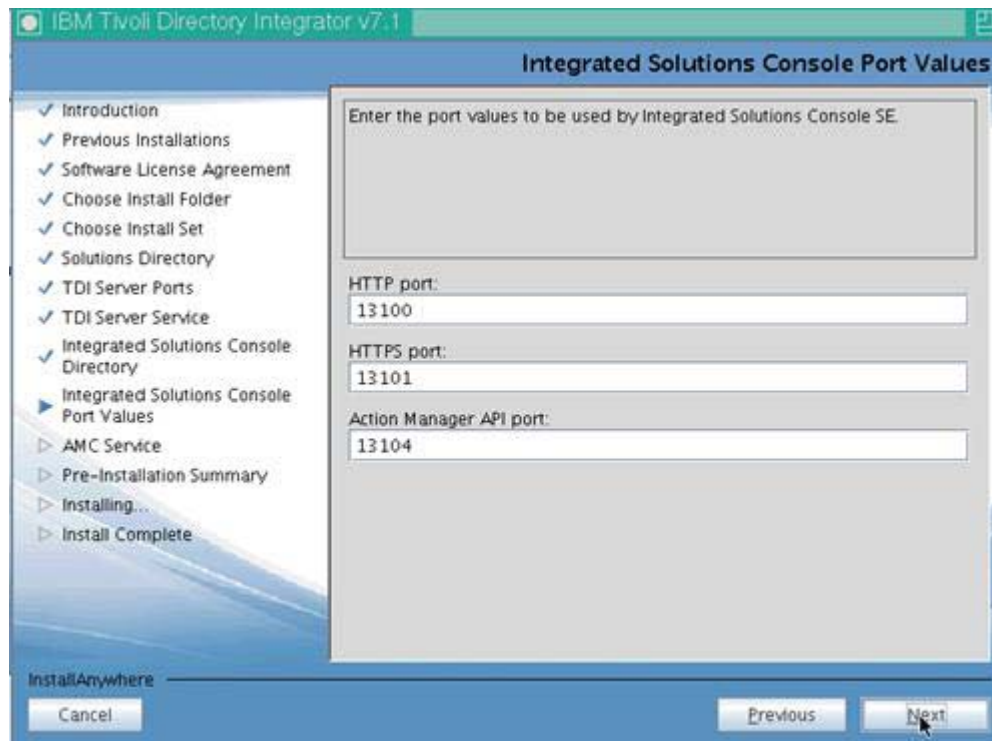 IBM Tivoli Directory Integrator v7.1
Integrated Solutions Console Port Values
Introduction
Previous Installations
Software License Agreement
Choose Install Folder
Choose Install Set
Solutions Directory
TDI Server Ports
TDI Server Service
Integrated Solutions Console
Directory
Integrated Solutions Console
Port Values
AMC Service
Pre-Installation Summary
Installing...
Install Complete
Enter the port values to be used by Integrated Solutions Console SE.
HTTP port:
13100
HTTPS port:
13101
Action Manager API port:
13104
InstallAnywhere
Cancel
Previous
Next